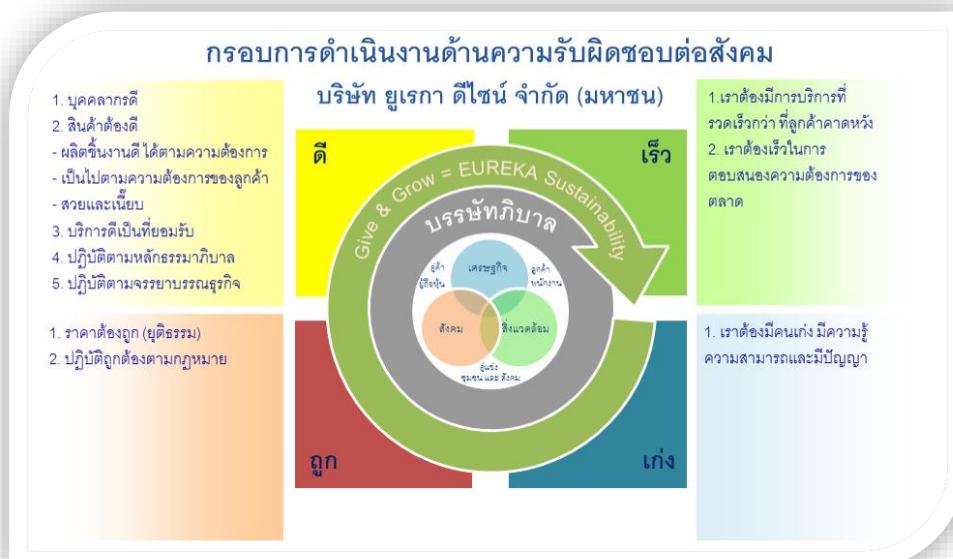 กรอบการดำเนินงานด้านความรับผิดชอบต่อสังคม
บริษัท ยูเรกา ดีไซน์ จำกัด (มหาชน)
1. บุคคลากรดี
2. สินค้าต้องดี
- ผลิตชิ้นงานดี ได้ตามความต้องการ
- เป็นไปตามความต้องการของลูกค้า
- สวยและเนี๊ยบ
3. บริการดีเป็นที่ยอมรับ
4. ปฏิบัติตามหลักธรรมาภิบาล
5. ปฏิบัติตามจรรยาบรรณธุรกิจ
ดี
เร็ว
1.เราต้องมีการบริการที่
รวดเร็วกว่า ที่ลูกค้าคาดหวัง
2. เราต้องเร็วในการ
ตอบสนองความต้องการของ
ตลาด
Give & Grow = EUREKA Sustainability
บรรษัทภิบาล
คู่ค้า
ผู้ถือหุ้น
เศรษฐกิจ
ลูกค้า
พนักงาน
สังคม
สิ่งแวดล้อม
คู่แข่ง
ชุมชน และ สังคม
1. ราคาต้องถูก (ยุติธรรม)
2. ปฏิบัติถูกต้องตามกฎหมาย
ถูก
เก่ง
1. เราต้องมีคนเก่ง มีความรู้
ความสามารถและมีปัญญา